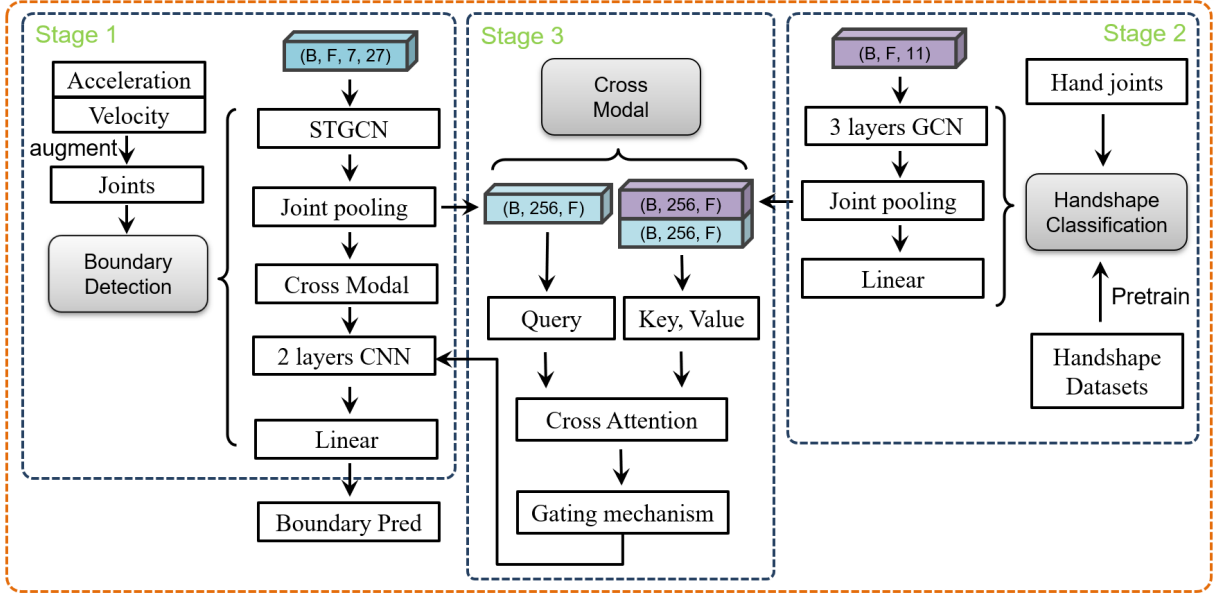 Stage 1
Acceleration
Velocity
augment
Joints
Boundary
Detection
(B, F, 7, 27)
STGCN
Joint pooling
Cross Modal
2 layers CNN
Linear
Boundary Pred
Stage 3
Cross
Modal
(B, 256, F)
(B, 256, F)
(B, 256, F)
Query
Key, Value
Cross Attention
Gating mechanism
Stage 2
(B, F, 11)
3 layers GCN
Joint pooling
Linear
Hand joints
Handshape
Classification
Pretrain
Handshape
Datasets